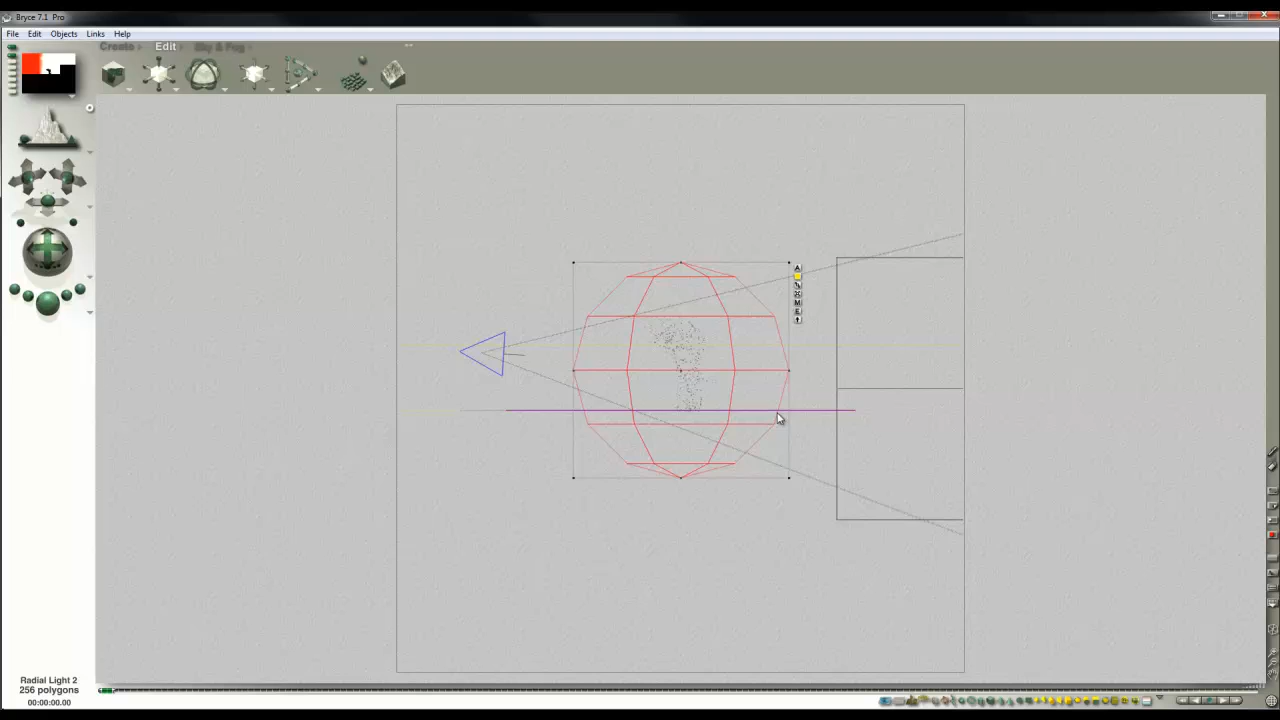 Bryce 7.1 Pro
File Edit Objects Links Help
Create Edit Sky & Fog
A
M
E
Radial Light 2
256 polygons
00:00:00.00